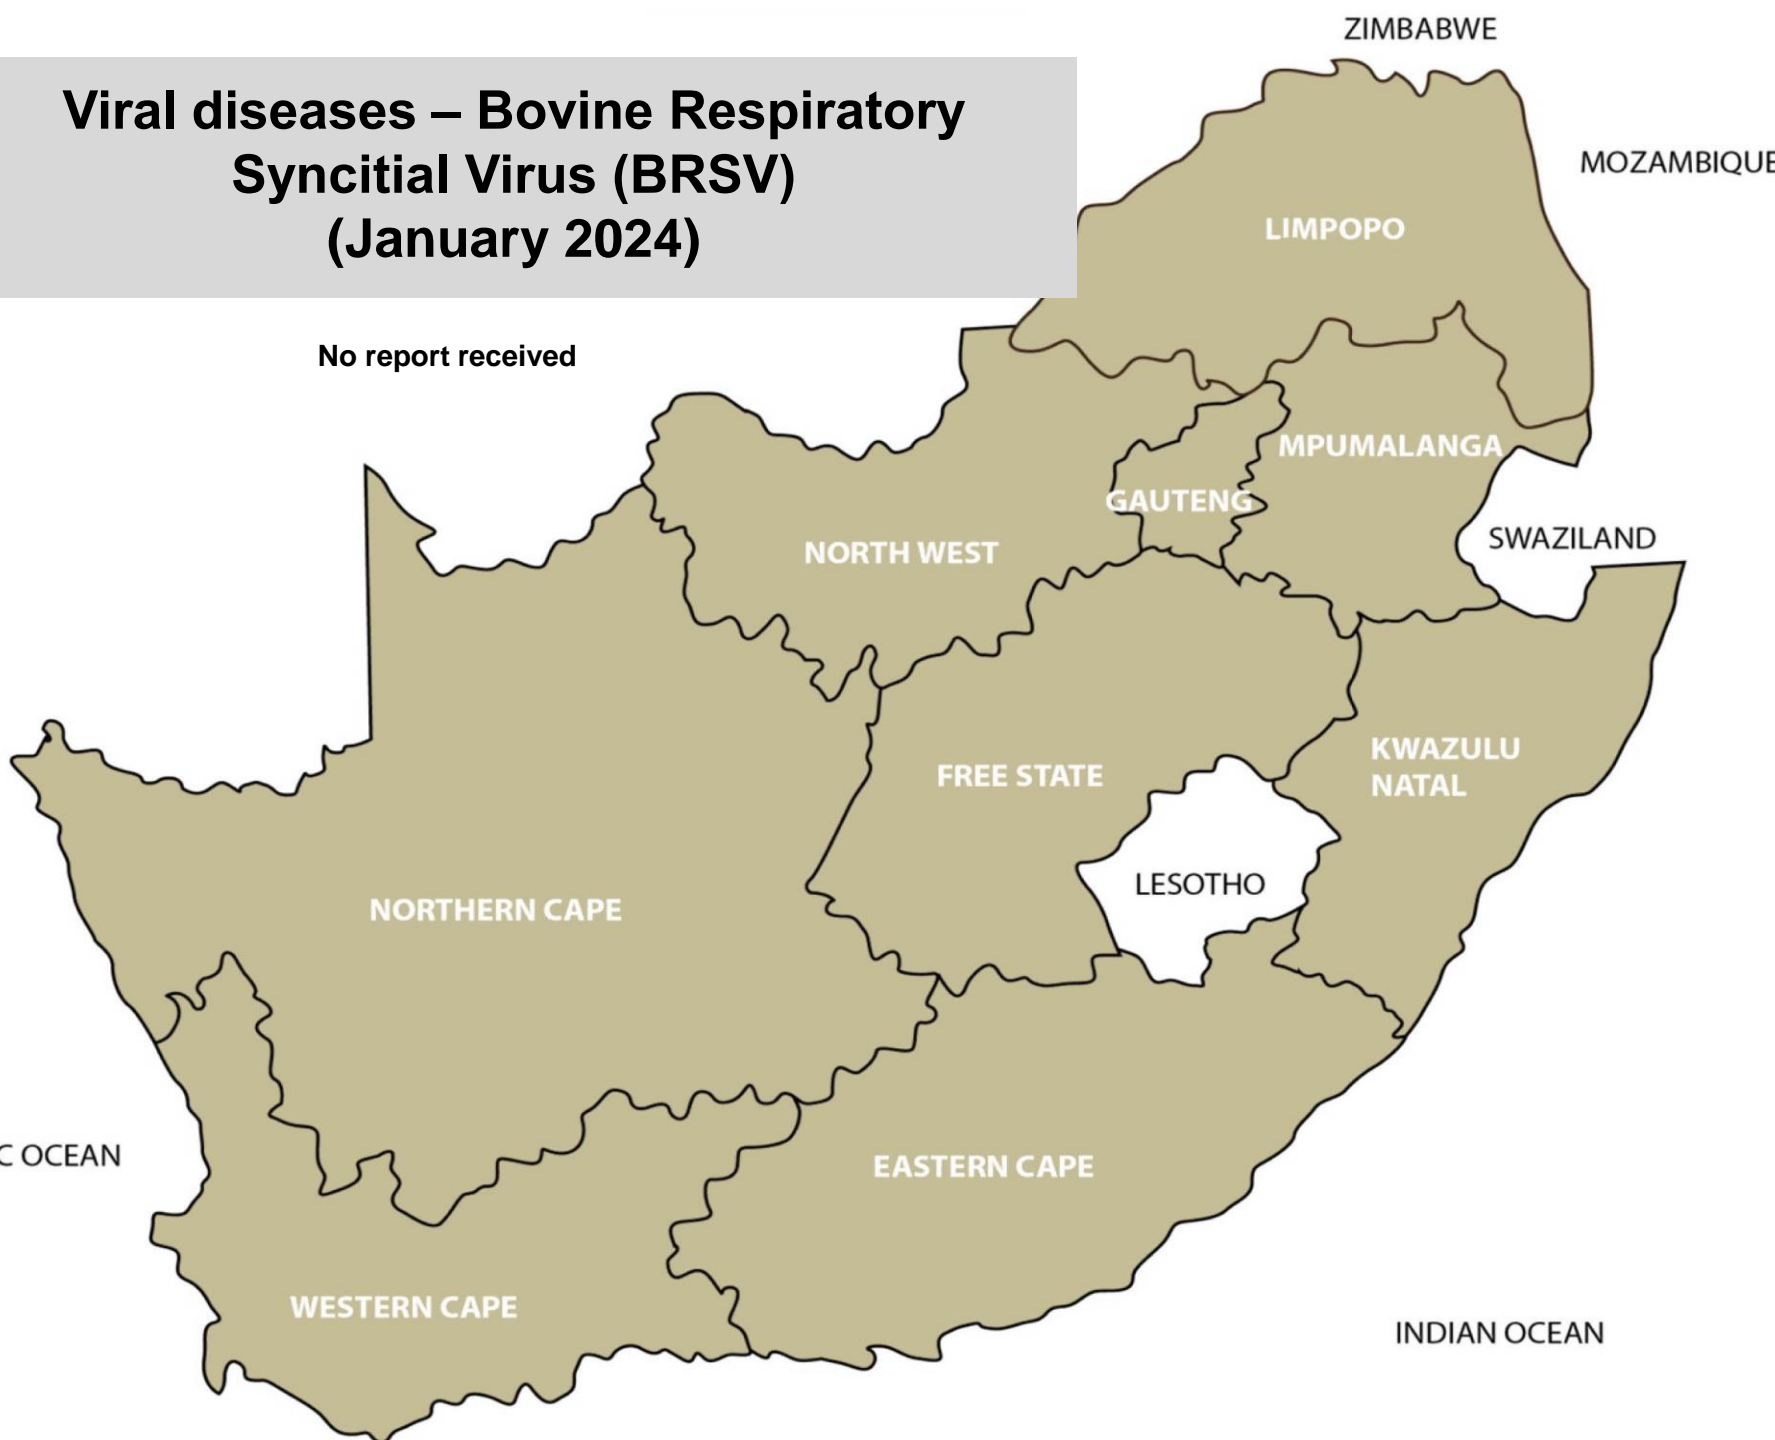 ZIMBABWE
Viral diseases – Bovine Respiratory
Syncitial Virus (BRSV)
(January 2024)
MOZAMBIQUE
LIMPOPO
No report received
MPUMALANGA
GAUTENG
SWAZILAND
NORTH WEST
KWAZULU
NATAL
FREE STATE
LESOTHO
NORTHERN CAPE
C OCEAN
EASTERN CAPE
WESTERN CAPE
INDIAN OCEAN